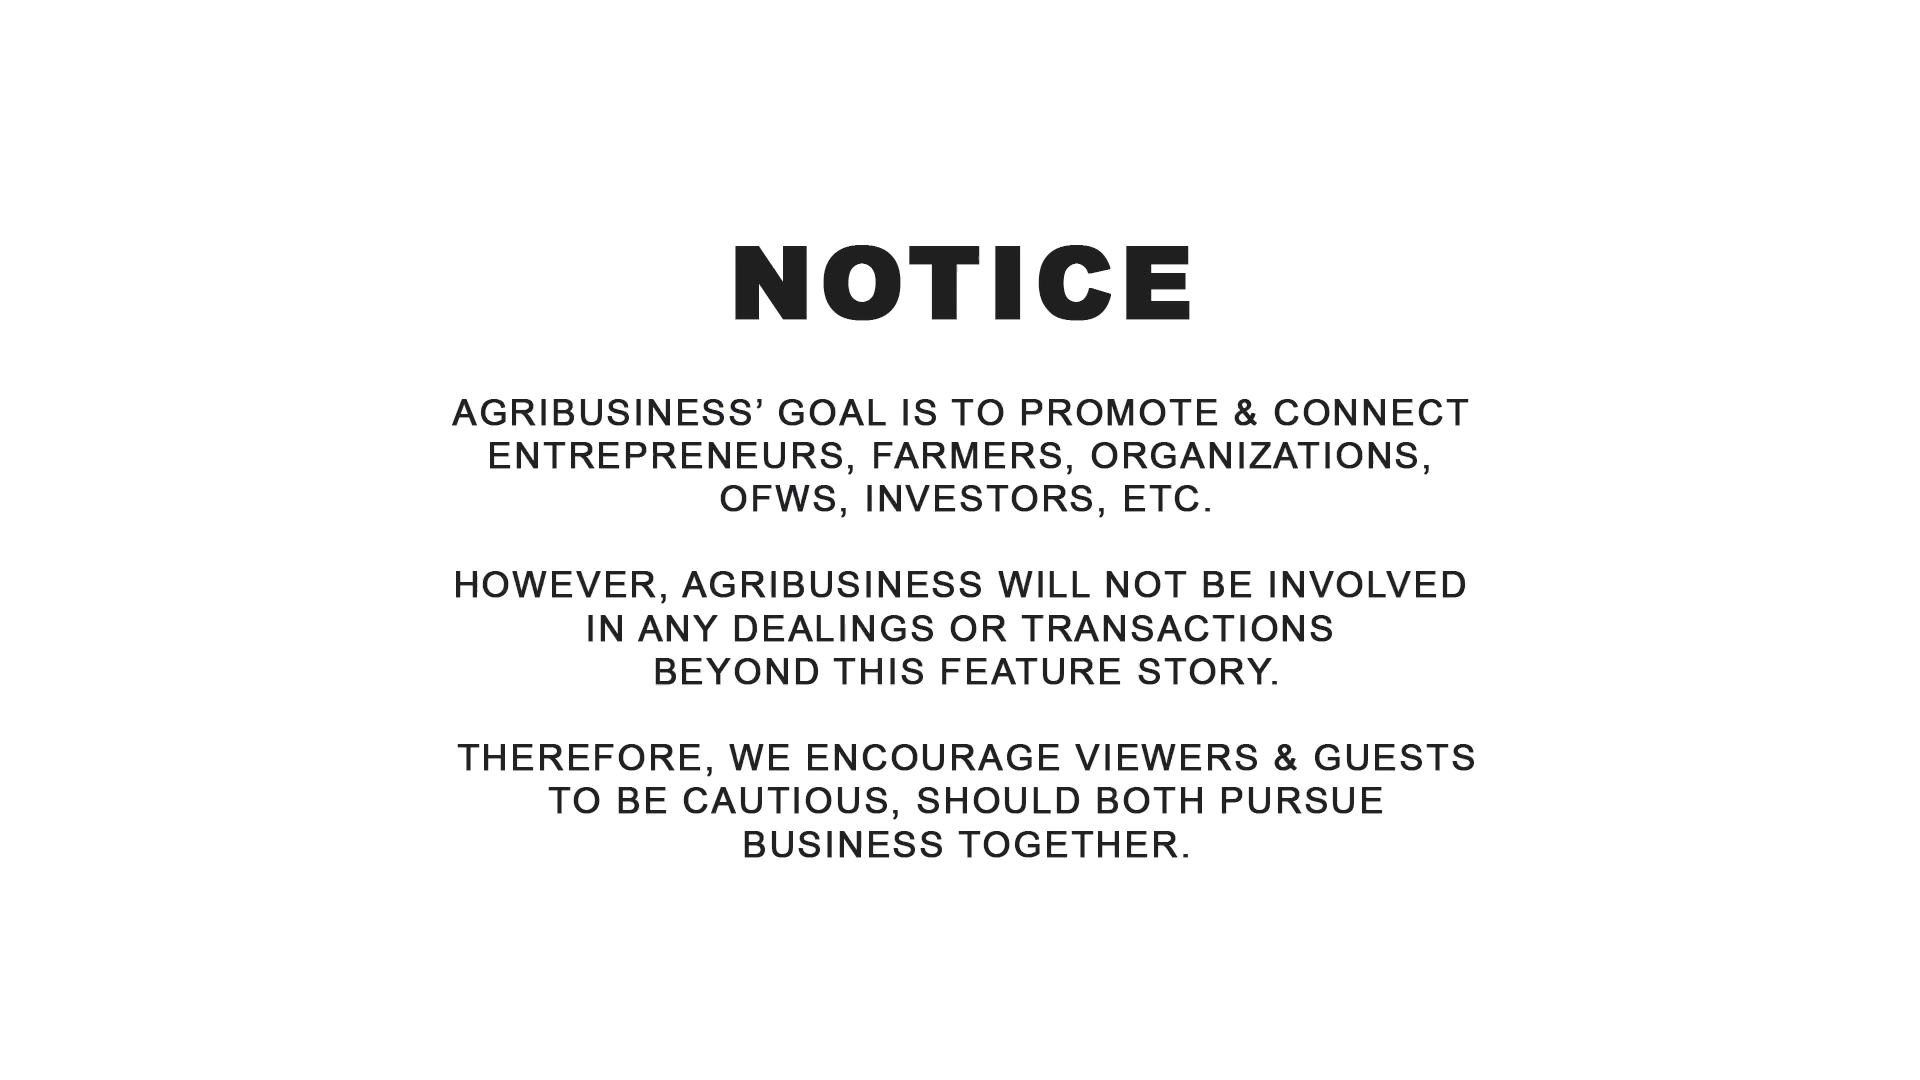 NOTICE
AGRIBUSINESS’ GOAL IS TO PROMOTE & CONNECT
ENTREPRENEURS, FARMERS, ORGANIZATIONS,
OFWS, INVESTORS, ETC.
HOWEVER, AGRIBUSINESS WILL NOT BE INVOLVED
IN ANY DEALINGS OR TRANSACTIONS
BEYOND THIS FEATURE STORY.
THEREFORE, WE ENCOURAGE VIEWERS & GUESTS
TO BE CAUTIOUS, SHOULD BOTH PURSUE
BUSINESS TOGETHER.